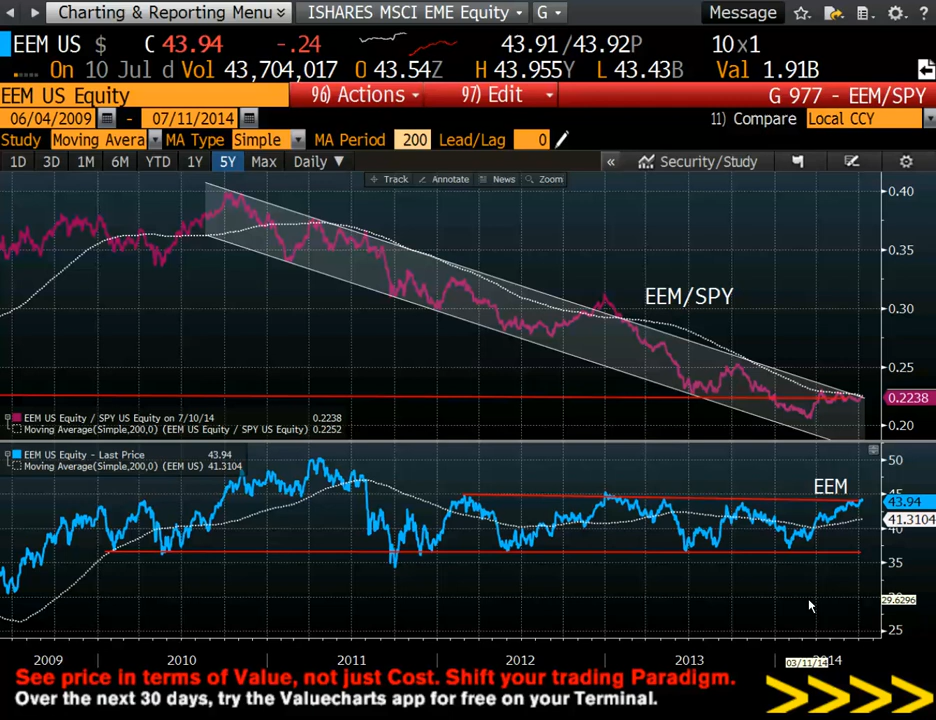 Charting & Reporting Menu ISHARES MSCI EME Equity G Message ?
EEM US $ C 43.94 -.24 43.91/43.92P 10x1
On 10 Jul d Vol 43,704,017 O 43.54Z H 43.955Y L 43.43B Val 1.91B
EEM US Equity 96) Actions 97) Edit G 977 - EEM/SPY
06/04/2009 - 07/11/2014 11) Compare Local CCY
Study Moving Avera MA Type Simple MA Period 200 Lead/Lag 0
1D 3D 1M 6M YTD 1Y 5Y Max Daily ▼ « Security/Study
Track Annotate News Zoom
0.40
0.35
EEM/SPY
0.30
0.25
0.2238
EEM US Equity / SPY US Equity on 7/10/14 0.2238
Moving Average(Simple,200,0) (EEM US Equity / SPY US Equity) 0.2252
0.20
EEM US Equity - Last Price 43.94
Moving Average(Simple,200,0) (EEM US) 41.3104
50
EEM
45
43.94
41.3104
40
35
30
29.6296
25
2009 2010 2011 2012 2013 03/11/14 2014
See price in terms of Value, not just Cost. Shift your trading Paradigm.
Over the next 30 days, try the Valuecharts app for free on your Terminal.